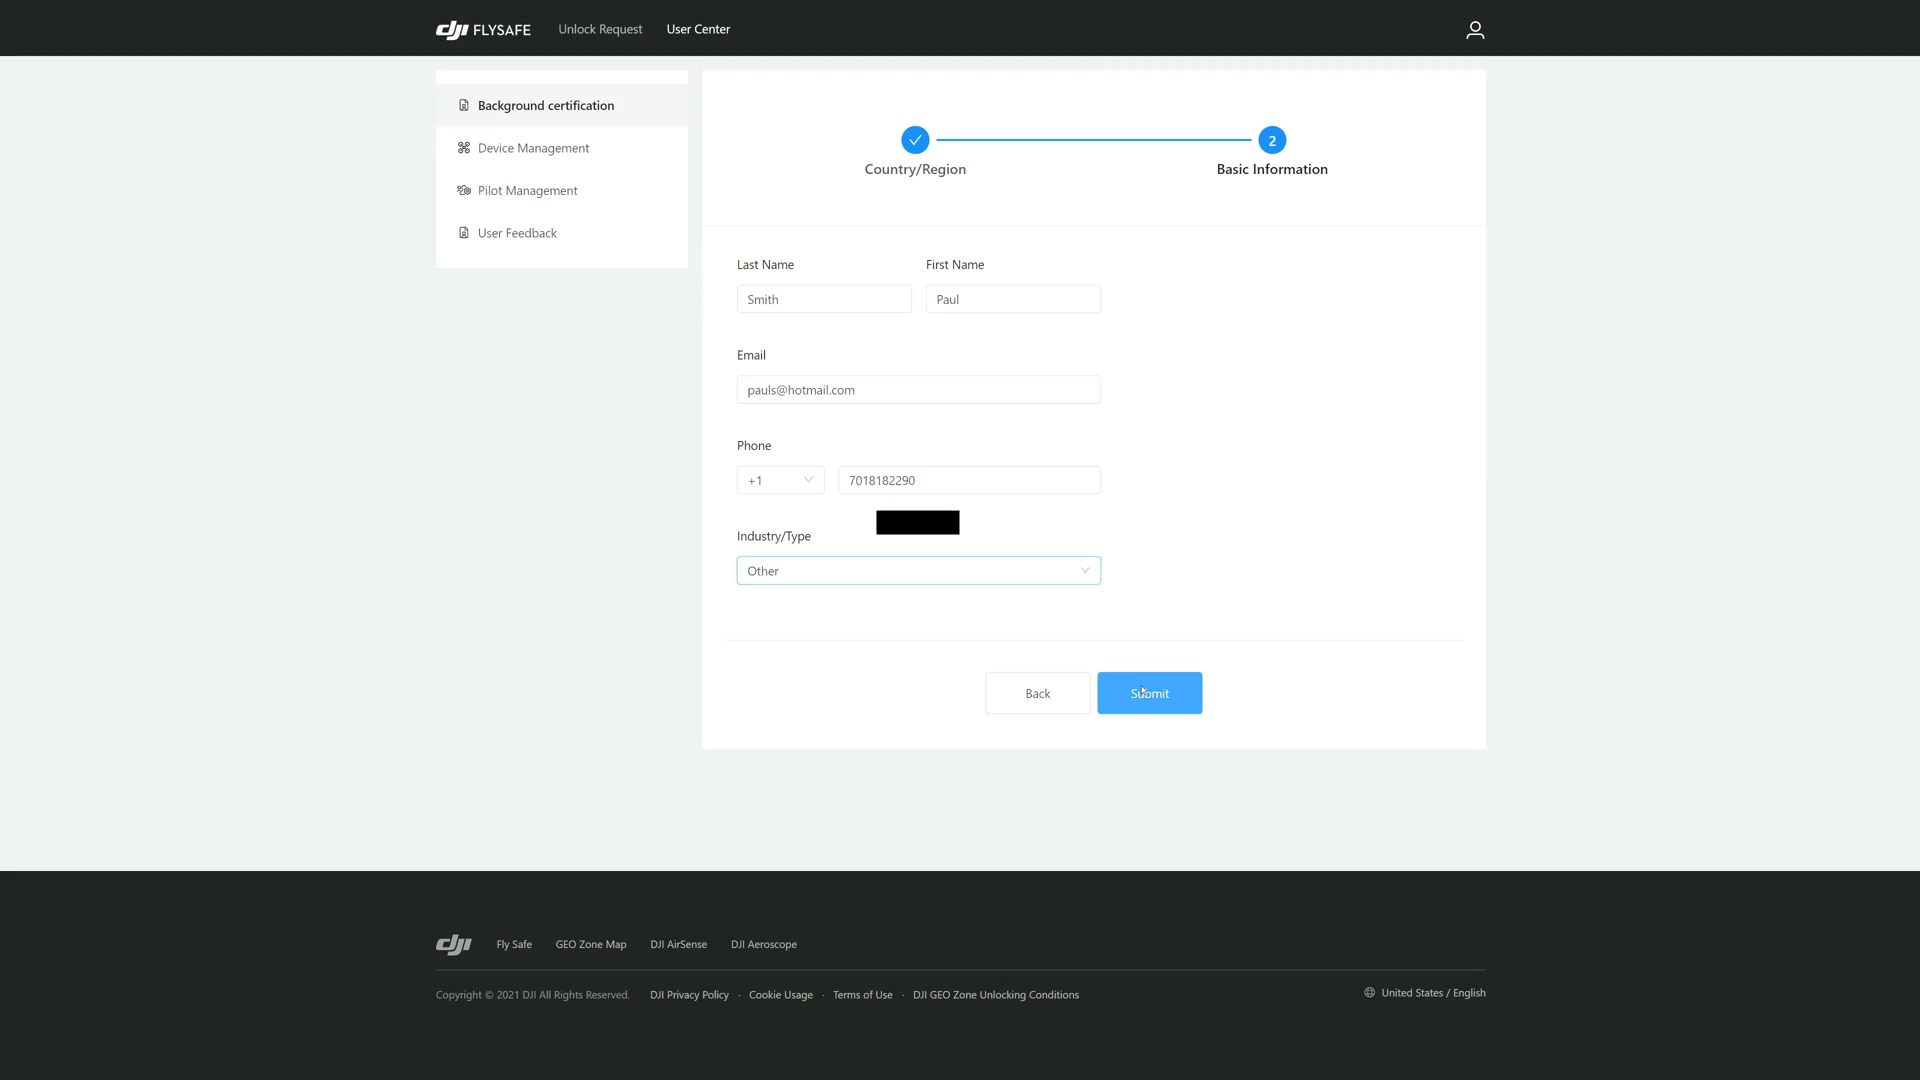 dji FLYSAFE Unlock Request User Center
Background certification
Device Management
Pilot Management
User Feedback
2
Country/Region Basic Information
Last Name First Name
Smith Paul
Email
pauls@hotmail.com
Phone
+1 7018182290
Industry/Type
Other
Back Submit
dji Fly Safe GEO Zone Map DJI AirSense DJI Aeroscope
Copyright © 2021 DJI All Rights Reserved. DJI Privacy Policy · Cookie Usage · Terms of Use · DJI GEO Zone Unlocking Conditions United States / English